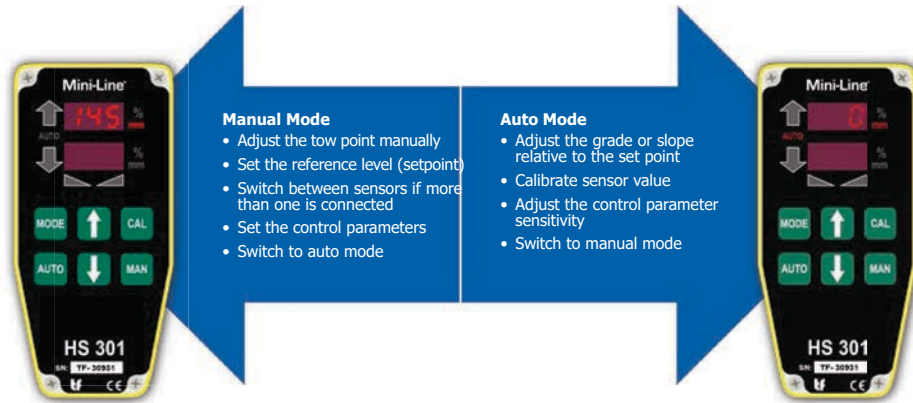 Mini-Line®
145
%
mm
AUTO
%
mm
MODE
CAL
AUTO
MAN
HS 301
S/N: TF-30931
CE
Manual Mode
• Adjust the tow point manually
• Set the reference level (setpoint)
• Switch between sensors if more
than one is connected
• Set the control parameters
• Switch to auto mode
Auto Mode
• Adjust the grade or slope
relative to the set point
• Calibrate sensor value
• Adjust the control parameter
sensitivity
• Switch to manual mode
Mini-Line®
0
%
mm
AUTO
%
mm
MODE
CAL
AUTO
MAN
HS 301
S/N: TF-30931
CE